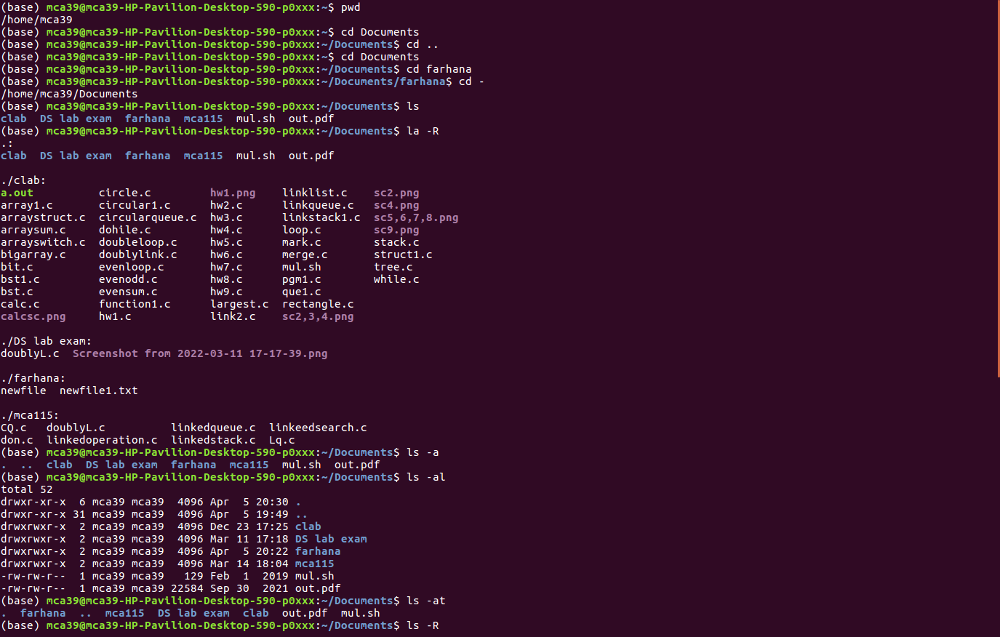 (base) mca39@mca39-HP-Pavilion-Desktop-590-p0xxx:~$ pwd
/home/mca39
(base) mca39@mca39-HP-Pavilion-Desktop-590-p0xxx:~$ cd Documents
(base) mca39@mca39-HP-Pavilion-Desktop-590-p0xxx:~/Documents$ cd ..
(base) mca39@mca39-HP-Pavilion-Desktop-590-p0xxx:~$ cd Documents
(base) mca39@mca39-HP-Pavilion-Desktop-590-p0xxx:~/Documents$ cd farhana
(base) mca39@mca39-HP-Pavilion-Desktop-590-p0xxx:~/Documents/farhana$ cd -
/home/mca39/Documents
(base) mca39@mca39-HP-Pavilion-Desktop-590-p0xxx:~/Documents$ ls
clab  DS lab exam  farhana  mca115  mul.sh  out.pdf
(base) mca39@mca39-HP-Pavilion-Desktop-590-p0xxx:~/Documents$ la -R
.:
clab  DS lab exam  farhana  mca115  mul.sh  out.pdf

./clab:
a.out          circle.c         hw1.png    linklist.c    sc2.png
array1.c       circular1.c      hw2.c      linkqueue.c   sc4.png
arraystruct.c  circularqueue.c  hw3.c      linkstack1.c  sc5,6,7,8.png
arraysum.c     dohile.c         hw4.c      loop.c        sc9.png
arrayswitch.c  doubleloop.c     hw5.c      mark.c        stack.c
bigarray.c     doublylink.c     hw6.c      merge.c       struct1.c
bit.c          evenloop.c       hw7.c      mul.sh        tree.c
bst1.c         evenodd.c        hw8.c      pgm1.c        while.c
bst.c          evensum.c        hw9.c      que1.c
calc.c         function1.c      largest.c  rectangle.c
calcsc.png     hw1.c            link2.c    sc2,3,4.png

./DS lab exam:
doublyL.c  Screenshot from 2022-03-11 17-17-39.png

./farhana:
newfile  newfile1.txt

./mca115:
CQ.c   doublyL.c          linkedqueue.c  linkeedsearch.c
don.c  linkedoperation.c  linkedstack.c  Lq.c
(base) mca39@mca39-HP-Pavilion-Desktop-590-p0xxx:~/Documents$ ls -a
.  ..  clab  DS lab exam  farhana  mca115  mul.sh  out.pdf
(base) mca39@mca39-HP-Pavilion-Desktop-590-p0xxx:~/Documents$ ls -al
total 52
drwxr-xr-x  6 mca39 mca39  4096 Apr  5 20:30 .
drwxr-xr-x 31 mca39 mca39  4096 Apr  5 19:49 ..
drwxrwxr-x  2 mca39 mca39  4096 Dec 23 17:25 clab
drwxrwxr-x  2 mca39 mca39  4096 Mar 11 17:18 DS lab exam
drwxrwxr-x  2 mca39 mca39  4096 Apr  5 20:22 farhana
drwxrwxr-x  2 mca39 mca39  4096 Mar 14 18:04 mca115
-rw-rw-r--  1 mca39 mca39   129 Feb  1  2019 mul.sh
-rw-rw-r--  1 mca39 mca39 22584 Sep 30  2021 out.pdf
(base) mca39@mca39-HP-Pavilion-Desktop-590-p0xxx:~/Documents$ ls -at
.  farhana  ..  mca115  DS lab exam  clab  out.pdf  mul.sh
(base) mca39@mca39-HP-Pavilion-Desktop-590-p0xxx:~/Documents$ ls -R